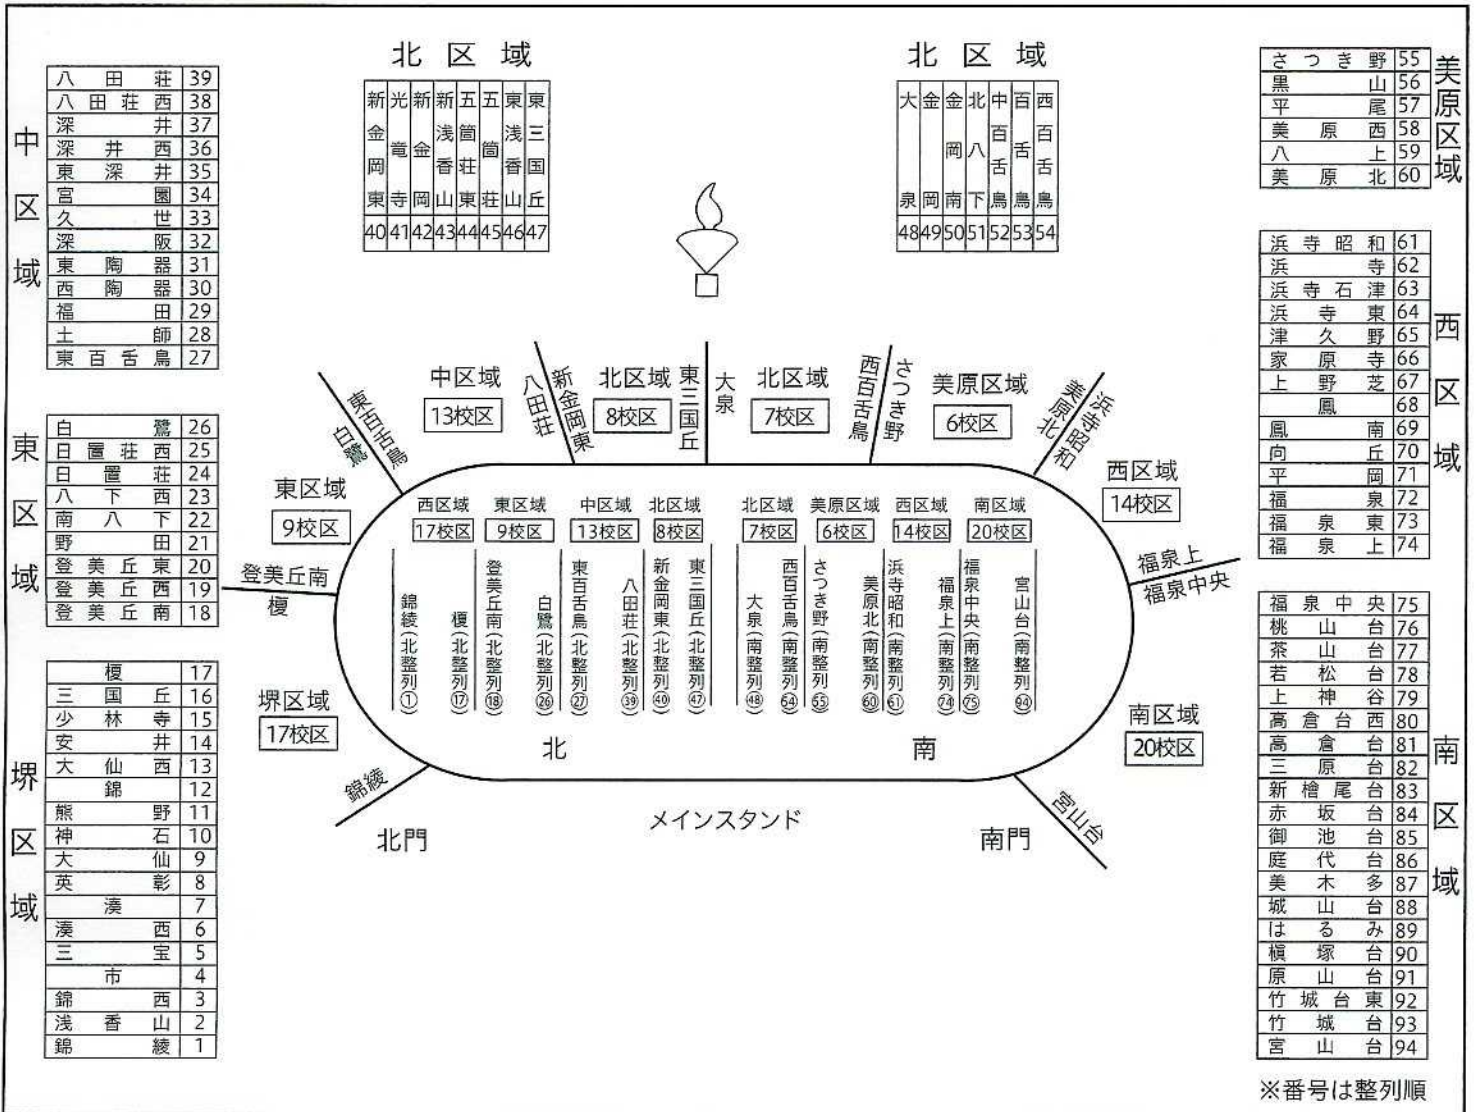 中区域
八田荘 39
八田荘西 38
深井 37
深井西 36
東深井 35
宮園 34
久世 33
深阪 32
東陶器 31
西陶器 30
福田 29
土師 28
東百舌鳥 27
東区域
白鷺 26
日置荘西 25
日置荘 24
八下西 23
南八下 22
野田 21
登美丘東 20
登美丘西 19
登美丘南 18
堺区域
榎 17
三国丘 16
少林寺 15
安井 14
大仙西 13
錦 12
熊野 11
神石 10
大仙 9
英彰 8
湊 7
湊西 6
三宝 5
市 4
錦西 3
浅香山 2
錦綾 1
北区域
新金岡東 40
光竜寺 41
新金岡 42
新浅香山 43
五箇荘東 44
五箇荘 45
東浅香山 46
東三国丘 47
北区域
大泉 48
金岡 49
金岡南 50
北八下 51
中百舌鳥 52
百舌鳥 53
西百舌鳥 54
美原区域
さつき野 55
黒山 56
平尾 57
美原西 58
八上 59
美原北 60
西区域
浜寺昭和 61
浜寺 62
浜寺石津 63
浜寺東 64
津久野 65
家原寺 66
上野芝 67
鳳 68
鳳南 69
向丘 70
平岡 71
福泉 72
福泉東 73
福泉上 74
南区域
福泉中央 75
桃山台 76
茶山台 77
若松台 78
上神谷 79
高倉台西 80
高倉台 81
三原台 82
新檜尾台 83
赤坂台 84
御池台 85
庭代台 86
美木多 87
城山台 88
はるみ 89
槇塚台 90
原山台 91
竹城台東 92
竹城台 93
宮山台 94
※番号は整列順
錦綾
堺区域
17校区
榎
登美丘南
東区域
9校区
白鷺
東百舌鳥
中区域
13校区
八田荘
新金岡東
北区域
8校区
東三国丘
大泉
北区域
7校区
西百舌鳥
さつき野
美原区域
6校区
美原北
浜寺昭和
西区域
14校区
福泉上
福泉中央
南区域
20校区
宮山台
西区域
17校区
東区域
9校区
中区域
13校区
北区域
8校区
北区域
7校区
美原区域
6校区
西区域
14校区
南区域
20校区
錦綾(北整列①)
榎(北整列⑰)
登美丘南(北整列⑱)
白鷺(北整列㉖)
東百舌鳥(北整列㉗)
八田荘(北整列㊴)
新金岡東(北整列㊵)
東三国丘(北整列㊼)
大泉(南整列㊽)
西百舌鳥(南整列54)
さつき野(南整列55)
美原北(南整列60)
浜寺昭和(南整列61)
福泉上(南整列74)
福泉中央(南整列75)
宮山台(南整列94)
北
南
北門
メインスタンド
南門